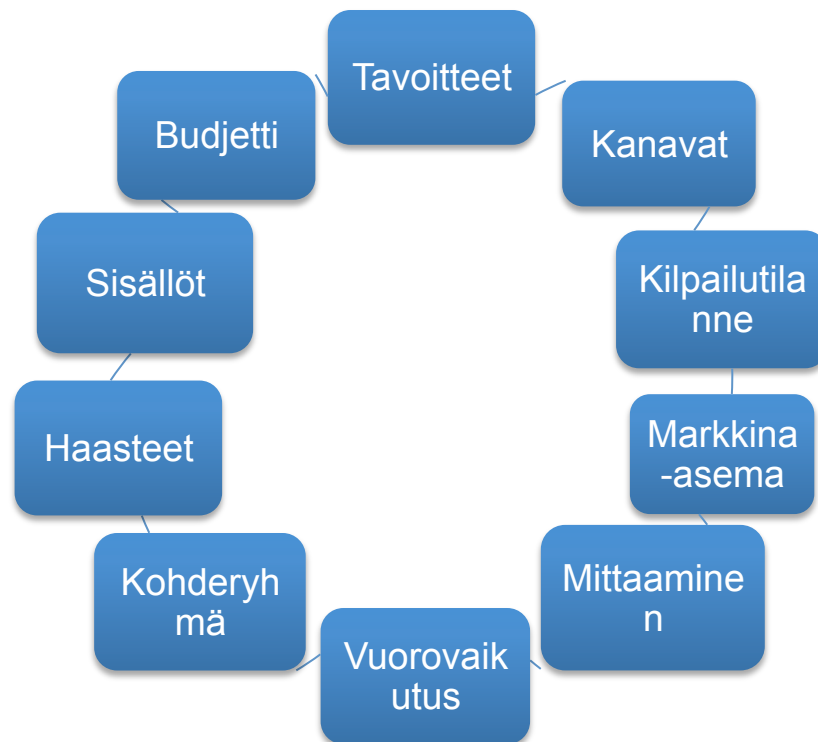 Tavoitteet
Kanavat
Kilpailutila
nne
Markkina
-asema
Mittaamine
n
Vuorovaik
utus
Kohderyh
mä
Haasteet
Sisällöt
Budjetti